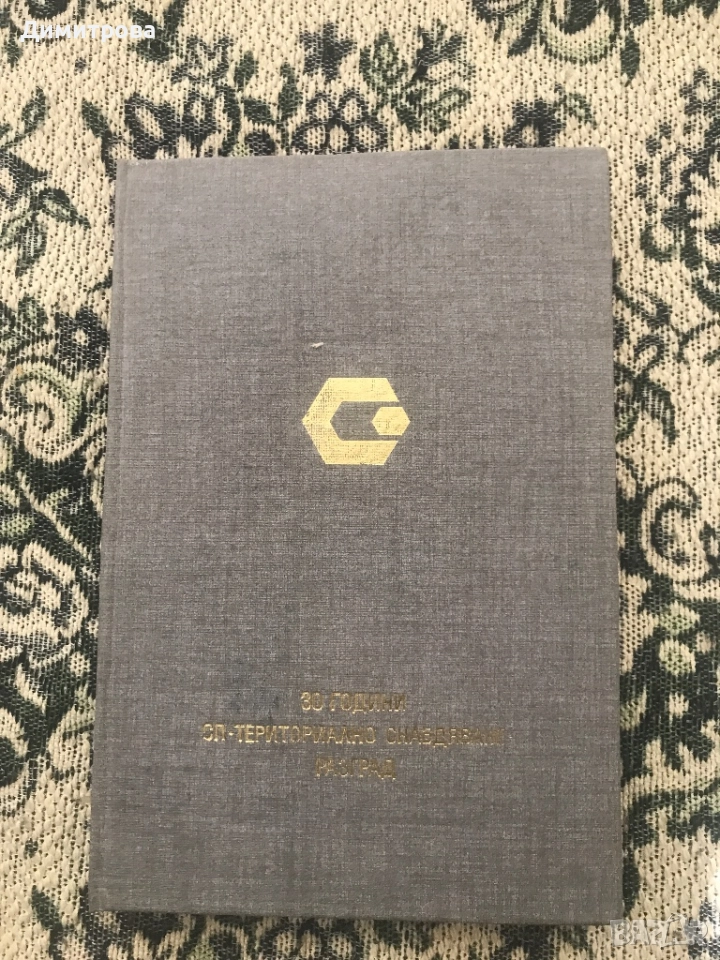 Димитрова
30 ГОДИНИ
СП-ТЕРИТОРИАЛНО СНАБДЯВАНЕ
РАЗГРАД